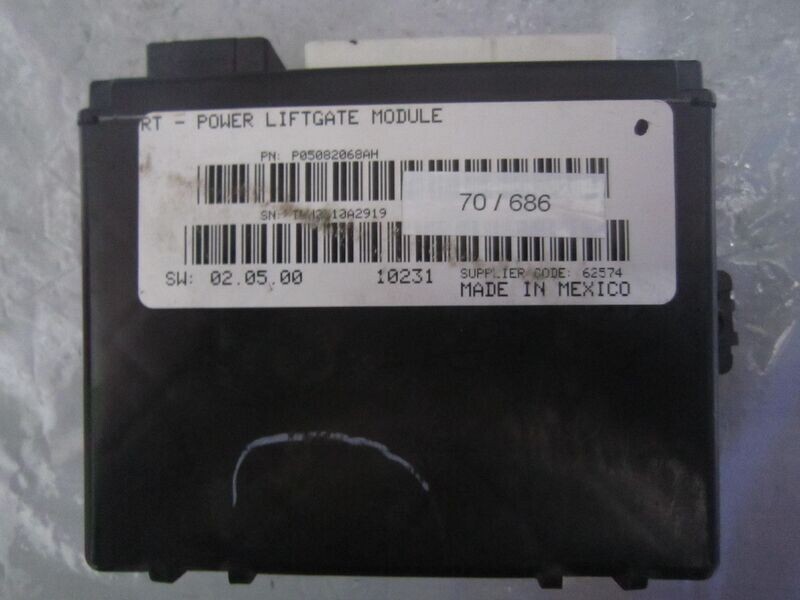 RT - POWER LIFTGATE MODULE
PN: P05082068AH
70 / 686
SN:
SW: 02.05.00 10231 SUPPLIER CODE: 62574
MADE IN MEXICO